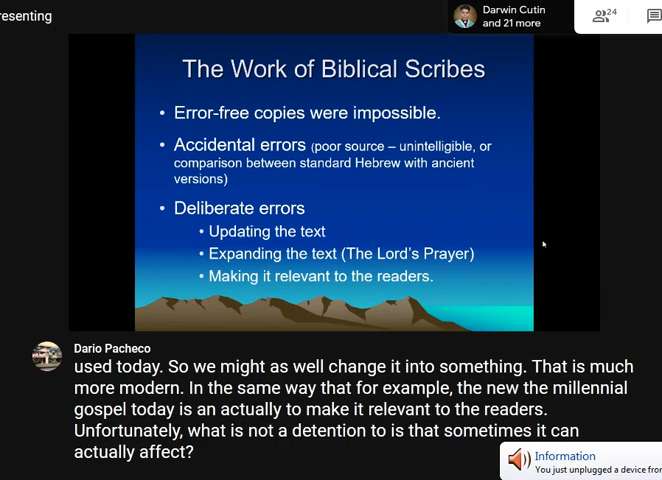 resenting
Darwin Cutin
and 21 more
24
The Work of Biblical Scribes
• Error-free copies were impossible.
• Accidental errors (poor source – unintelligible, or
comparison between standard Hebrew with ancient
versions)
• Deliberate errors
• Updating the text
• Expanding the text (The Lord's Prayer)
• Making it relevant to the readers.
Dario Pacheco
used today. So we might as well change it into something. That is much
more modern. In the same way that for example, the new the millennial
gospel today is an actually to make it relevant to the readers.
Unfortunately, what is not a detention to is that sometimes it can
actually affect?
Information
You just unplugged a device from